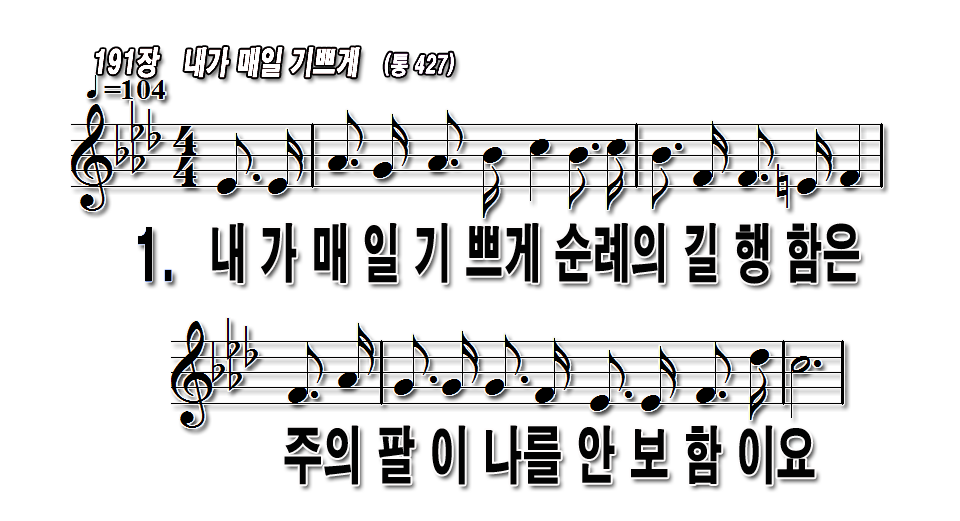 191장 내가 매일 기쁘게 (통 427)
♩=104
1. 내 가 매 일 기 쁘게 순례의 길 행 함은
주의 팔 이 나를 안 보 함 이요